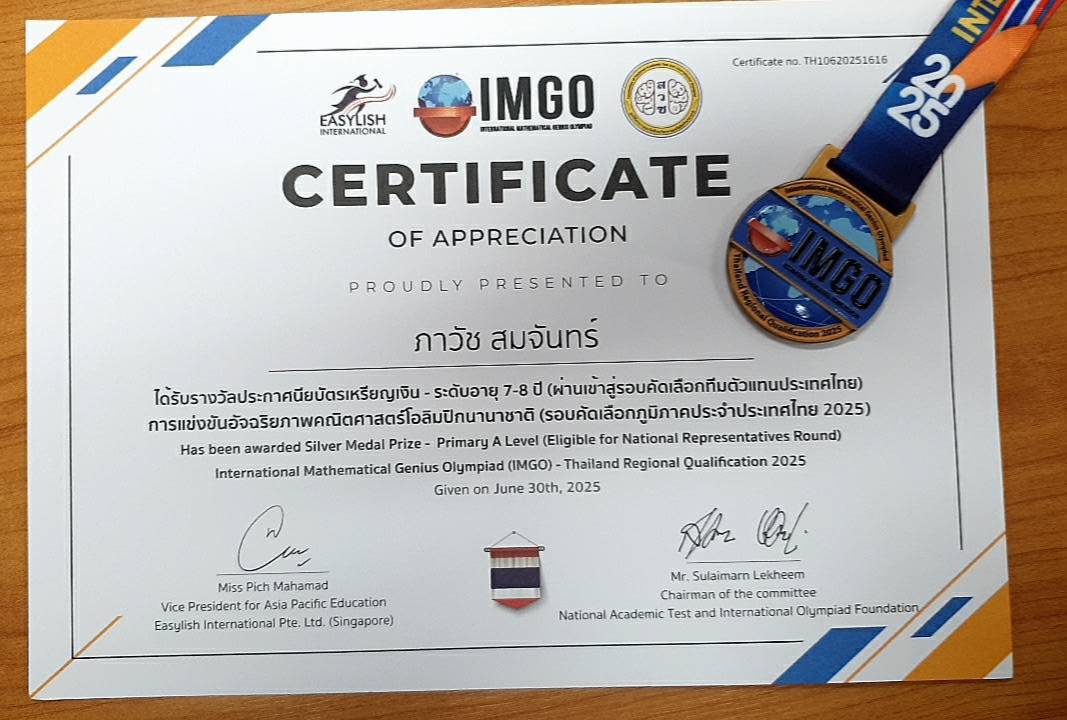 Certificate no. TH10620251616
EASYLISH
INTERNATIONAL
IMGO
INTERNATIONAL MATHEMATICAL GENIUS OLYMPIAD
สวช
CERTIFICATE
OF APPRECIATION
PROUDLY PRESENTED TO
ภาวัช สมจันทร์
ได้รับรางวัลประกาศนียบัตรเหรียญเงิน - ระดับอายุ 7-8 ปี (ผ่านเข้าสู่รอบคัดเลือกทีมตัวแทนประเทศไทย)
การแข่งขันอัจฉริยภาพคณิตศาสตร์โอลิมปิกนานาชาติ (รอบคัดเลือกภูมิภาคประจำประเทศไทย 2025)
Has been awarded Silver Medal Prize - Primary A Level (Eligible for National Representatives Round)
International Mathematical Genius Olympiad (IMGO) - Thailand Regional Qualification 2025
Given on June 30th, 2025
Miss Pich Mahamad
Vice President for Asia Pacific Education
Easylish International Pte. Ltd. (Singapore)
Mr. Sulaimarn Lekheem
Chairman of the committee
National Academic Test and International Olympiad Foundation
INTE
2025
International Mathematical Genius Olympiad
IMGO
Thailand Regional Qualification 2025